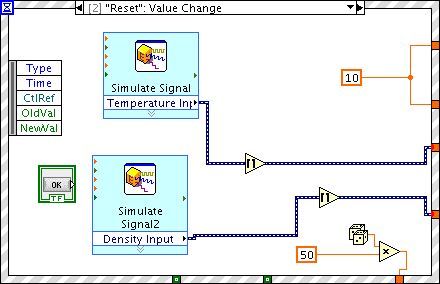 [2] "Reset": Value Change
Type
Time
CtlRef
OldVal
NewVal
Simulate Signal
Temperature Inp
10
OK
TF
Simulate
Signal2
Density Input
50